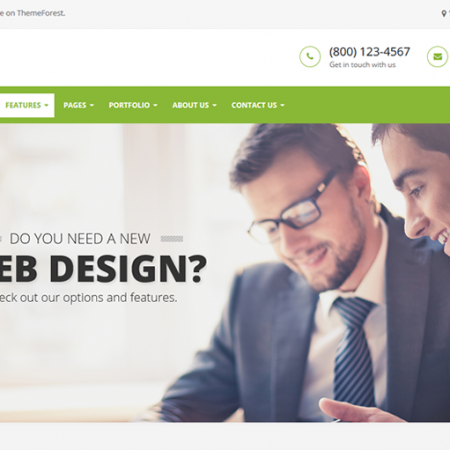 e on ThemeForest.
(800) 123-4567
Get in touch with us
FEATURES PAGES PORTFOLIO ABOUT US CONTACT US
DO YOU NEED A NEW
EB DESIGN?
eck out our options and features.